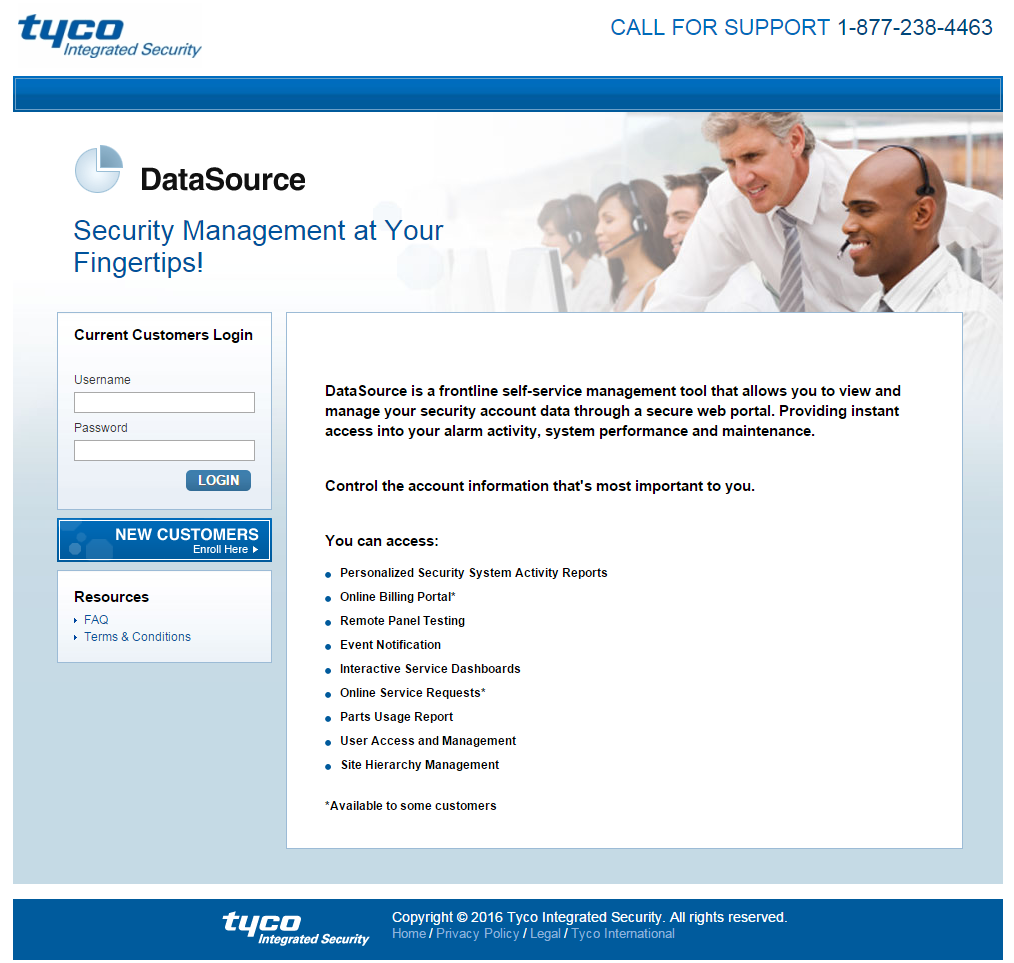 tyco
Integrated Security
CALL FOR SUPPORT 1-877-238-4463
DataSource
Security Management at Your
Fingertips!
Current Customers Login
Username
Password
LOGIN
NEW CUSTOMERS
Enroll Here
Resources
FAQ
Terms & Conditions
DataSource is a frontline self-service management tool that allows you to view and
manage your security account data through a secure web portal. Providing instant
access into your alarm activity, system performance and maintenance.
Control the account information that's most important to you.
You can access:
Personalized Security System Activity Reports
Online Billing Portal*
Remote Panel Testing
Event Notification
Interactive Service Dashboards
Online Service Requests*
Parts Usage Report
User Access and Management
Site Hierarchy Management
*Available to some customers
tyco
Integrated Security
Copyright © 2016 Tyco Integrated Security. All rights reserved.
Home / Privacy Policy / Legal / Tyco International